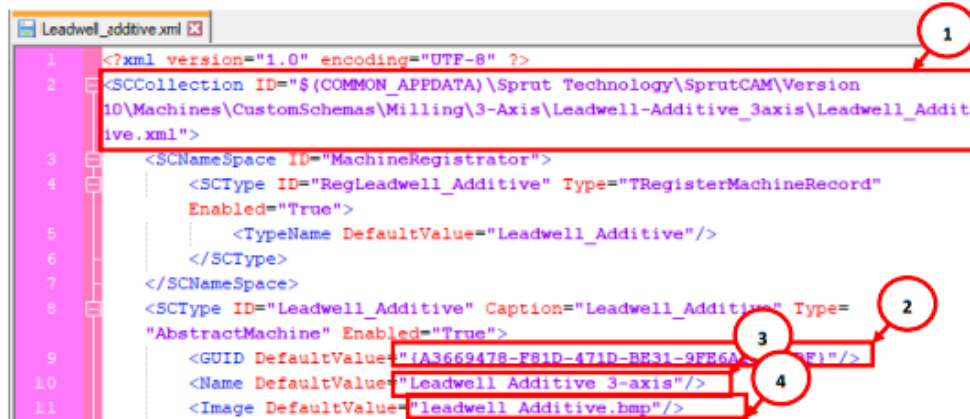 Leadwell_additive.xml
1
1 <?xml version="1.0" encoding="UTF-8" ?>
2 <SCCollection ID="$(COMMON_APPDATA)\Sprut Technology\SprutCAM\Version
10\Machines\CustomSchemas\Milling\3-Axis\Leadwell-Additive_3axis\Leadwell_Addit
ive.xml">
3 <SCNameSpace ID="MachineRegistrator">
4 <SCType ID="RegLeadwell_Additive" Type="TRegisterMachineRecord"
Enabled="True">
5 <TypeName DefaultValue="Leadwell_Additive"/>
6 </SCType>
7 </SCNameSpace>
8 <SCType ID="Leadwell_Additive" Caption="Leadwell_Additive" Type=
2
"AbstractMachine" Enabled="True">
3
9 <GUID DefaultValue="{A3669478-F81D-471D-BE31-
10 <Name DefaultValue="Leadwell Additive 3-axis"/>
4
11 <Image DefaultValue="leadwell Additive.bmp"/>